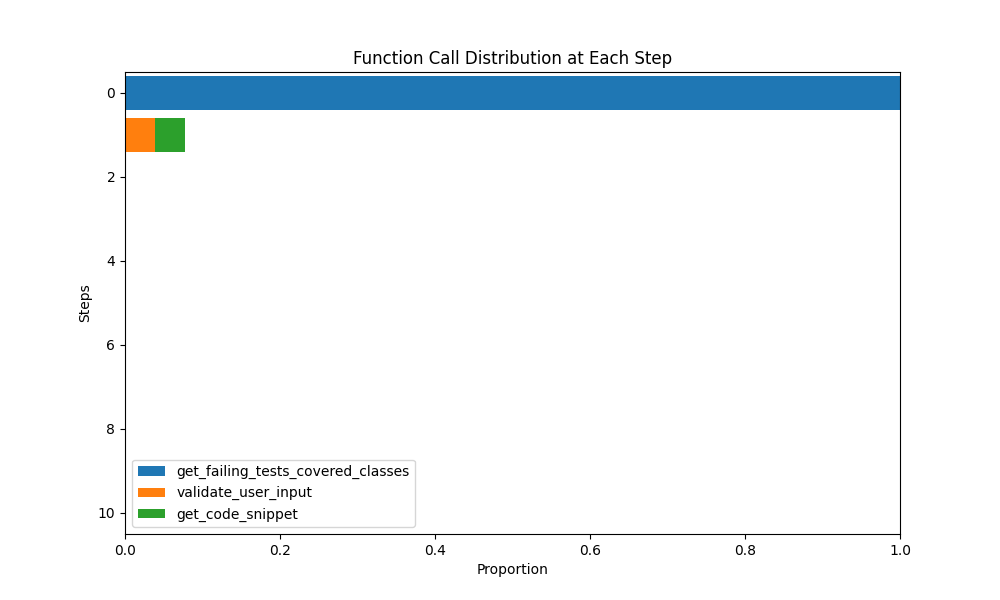 Function Call Distribution at Each Step
0
2
4
6
8
10
Steps
get_failing_tests_covered_classes
validate_user_input
get_code_snippet
0.0 0.2 0.4 0.6 0.8 1.0
Proportion